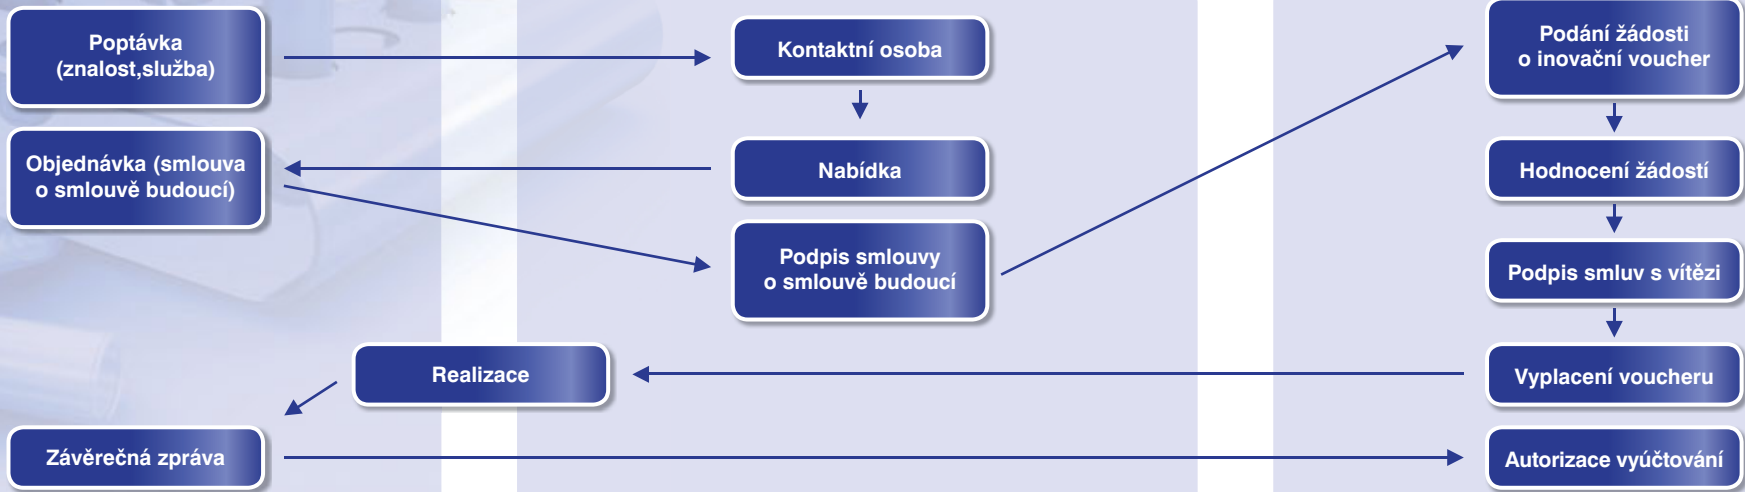 Poptávka
(znalost,služba)
Kontaktní osoba
Podání žádosti
o inovační voucher
Objednávka (smlouva
o smlouvě budoucí)
Nabídka
Hodnocení žádostí
Podpis smlouvy
o smlouvě budoucí
Podpis smluv s vítězi
Realizace
Vyplacení voucheru
Závěrečná zpráva
Autorizace vyúčtování